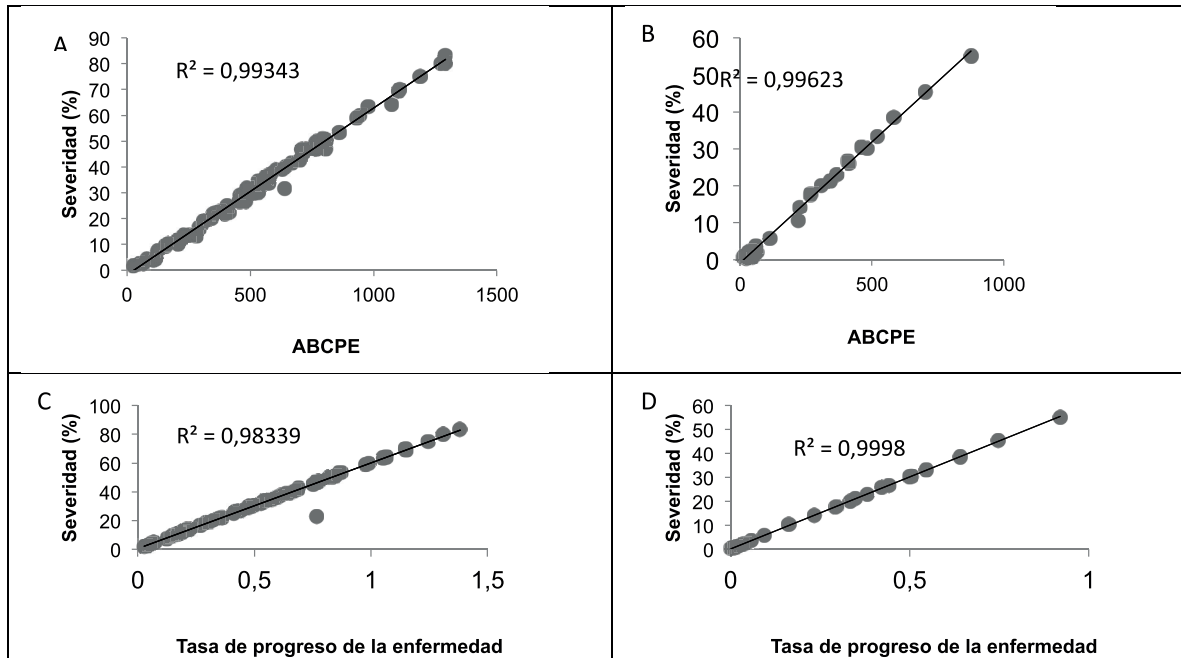 A
R² = 0,99343
Severidad (%)
90
80
70
60
50
40
30
20
10
0
0 500 1000 1500
ABCPE
B
R² = 0,99623
Severidad (%)
60
50
40
30
20
10
0
0 500 1000
ABCPE
C
R² = 0,98339
Severidad (%)
100
80
60
40
20
0
0 0,5 1 1,5
Tasa de progreso de la enfermedad
D
R² = 0,9998
Severidad (%)
60
50
40
30
20
10
0
0 0,5 1
Tasa de progreso de la enfermedad